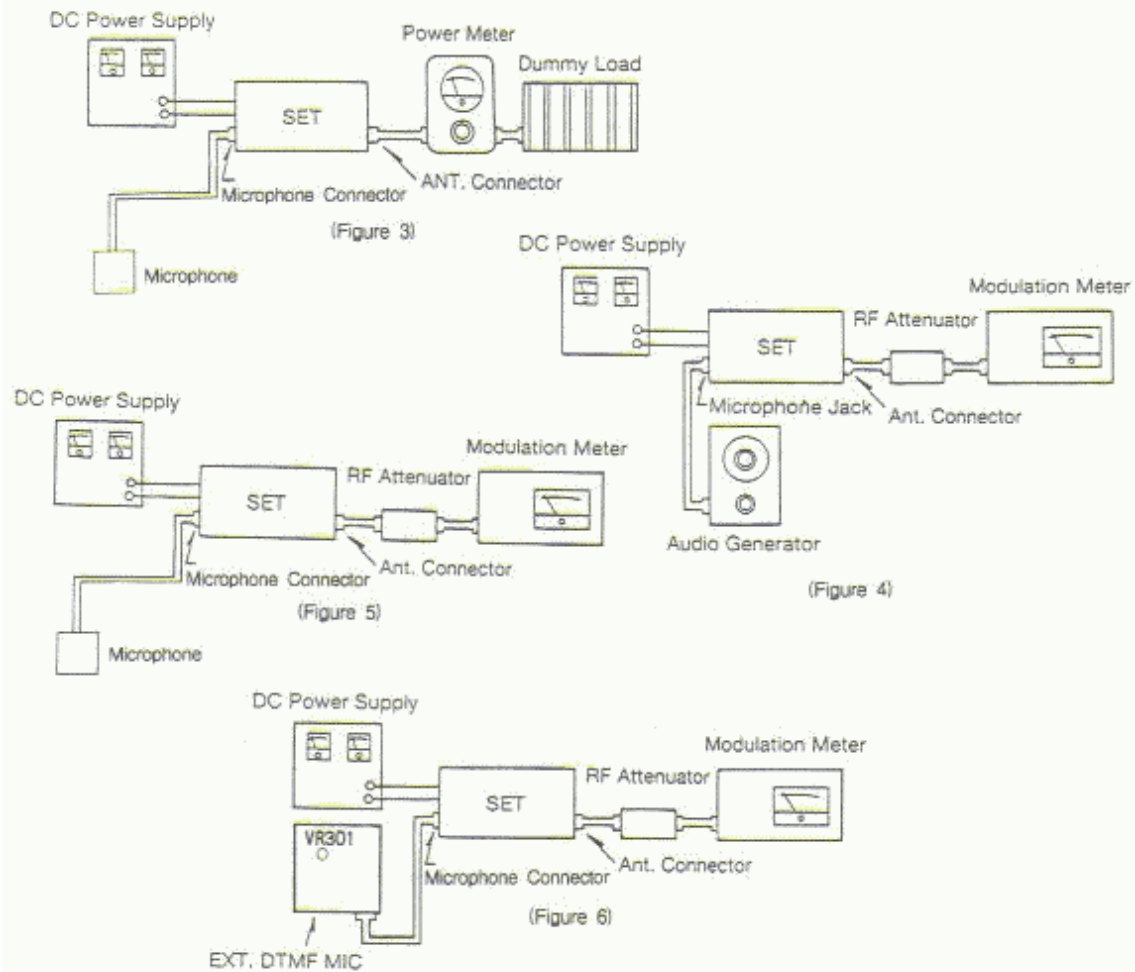 DC Power Supply
Power Meter
Dummy Load
SET
Microphone Connector
ANT. Connector
(Figure 3)
Microphone
DC Power Supply
Modulation Meter
RF Attenuator
SET
Microphone Jack
Ant. Connector
Audio Generator
(Figure 4)
DC Power Supply
Modulation Meter
RF Attenuator
SET
Microphone Connector
Ant. Connector
(Figure 5)
Microphone
DC Power Supply
Modulation Meter
RF Attenuator
SET
VR301
Microphone Connector
Ant. Connector
(Figure 6)
EXT. DTMF MIC